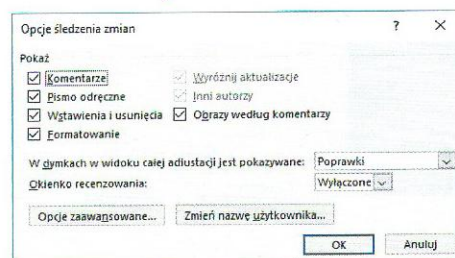 Opcje śledzenia zmian ? ×
Pokaż
Komentarze Wyróżnij aktualizacje
Pismo odręczne Inni autorzy
Wstawienia i usunięcia Obrazy według komentarzy
Formatowanie
W dymkach w widoku całej adiustacji jest pokazywane: Poprawki
Okienko recenzowania: Wyłączone
Opcje zaawansowane... Zmień nazwę użytkownika...
OK Anuluj